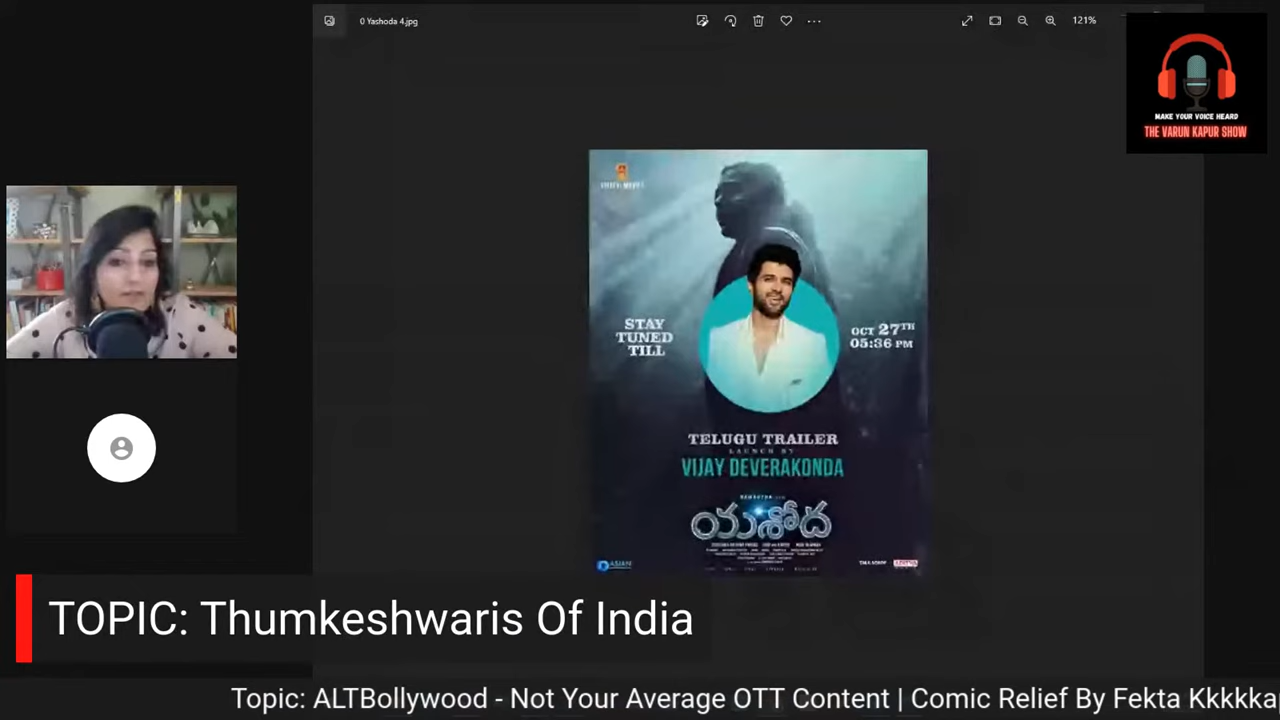 0 Yashoda 4.jpg
121%
MAKE YOUR VOICE HEARD
THE VARUN KAPUR SHOW
STAY
TUNED
TILL
OCT 27TH
05:36 PM
TELUGU TRAILER
LAUNCH BY
VIJAY DEVERAKONDA
యశోద
ASIAN
ADITYA
TOPIC: Thumkeshwaris Of India
Topic: ALTBollywood - Not Your Average OTT Content | Comic Relief By Fekta Kkkkka